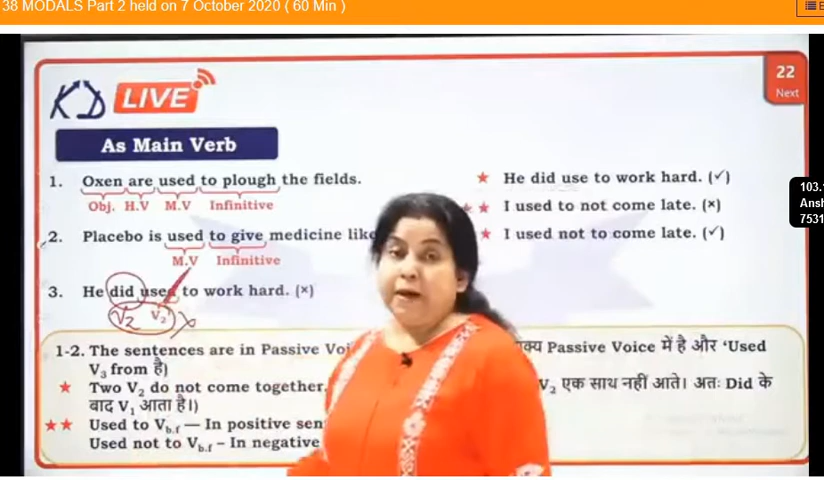 38 MODALS Part 2 held on 7 October 2020 ( 60 Min )
E
KD LIVE
22
Next
As Main Verb
1. Oxen are used to plough the fields.
Obj. H.V M.V Infinitive
2. Placebo is used to give medicine like
M.V Infinitive
3. He did used to work hard. (×)
V2 V2 ×
★ He did use to work hard. (✓)
★★ I used to not come late. (×)
★ I used not to come late. (✓)
103.
Ansh
7531
1-2. The sentences are in Passive Voi
Passive Voice में है और ‘Used
V₃ from है)
★ Two V₂ do not come together,
V₂ एक साथ नहीं आते। अतः Did के
बाद V₁ आता है।)
★★ Used to V_b.f — In positive sen
Used not to V_b.f – In negative